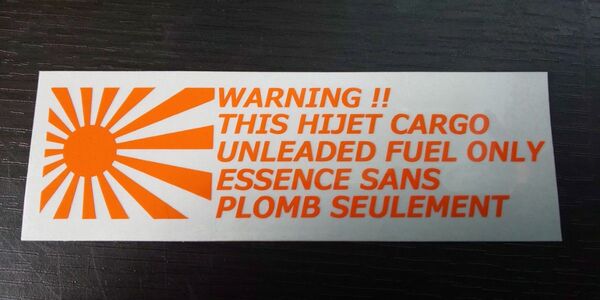 WARNING !!
THIS HIJET CARGO
UNLEADED FUEL ONLY
ESSENCE SANS
PLOMB SEULEMENT